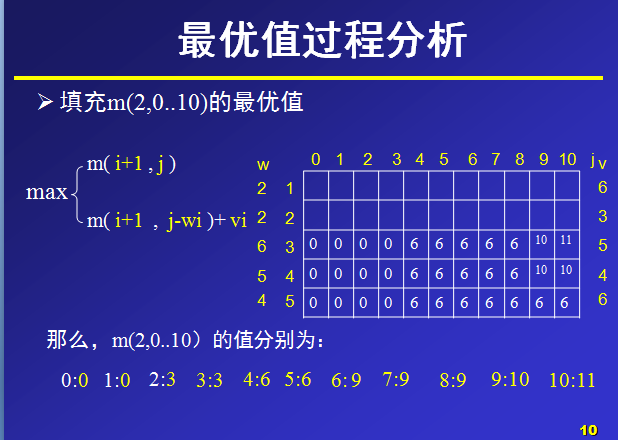 最优值过程分析
填充m(2,0..10)的最优值
max
m( i+1 , j )
m( i+1 , j-wi )+ vi
w 0 1 2 3 4 5 6 7 8 9 10 j v
2 1 6
2 2 3
6 3 0 0 0 0 6 6 6 6 6 10 11 5
5 4 0 0 0 0 6 6 6 6 6 10 10 4
4 5 0 0 0 0 6 6 6 6 6 6 6 6
那么，m(2,0..10）的值分别为：
0:0 1:0 2:3 3:3 4:6 5:6 6:9 7:9 8:9 9:10 10:11
10